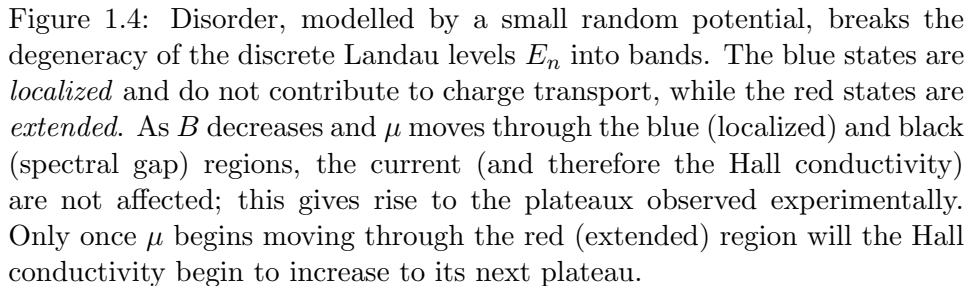 Figure 1.4: Disorder, modelled by a small random potential, breaks the
degeneracy of the discrete Landau levels Eₙ into bands. The blue states are
localized and do not contribute to charge transport, while the red states are
extended. As B decreases and μ moves through the blue (localized) and black
(spectral gap) regions, the current (and therefore the Hall conductivity)
are not affected; this gives rise to the plateaux observed experimentally.
Only once μ begins moving through the red (extended) region will the Hall
conductivity begin to increase to its next plateau.